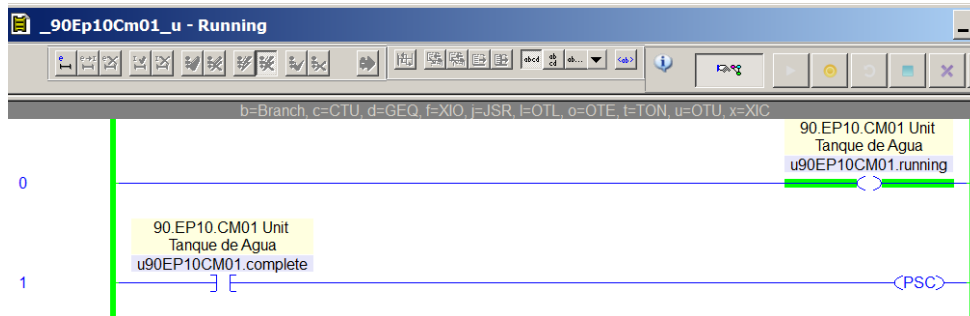 _90Ep10Cm01_u - Running
b=Branch, c=CTU, d=GEQ, f=XIO, j=JSR, l=OTL, o=OTE, t=TON, u=OTU, x=XIC
90.EP10.CM01 Unit
Tanque de Agua
u90EP10CM01.running
0
90.EP10.CM01 Unit
Tanque de Agua
u90EP10CM01.complete
1
PSC